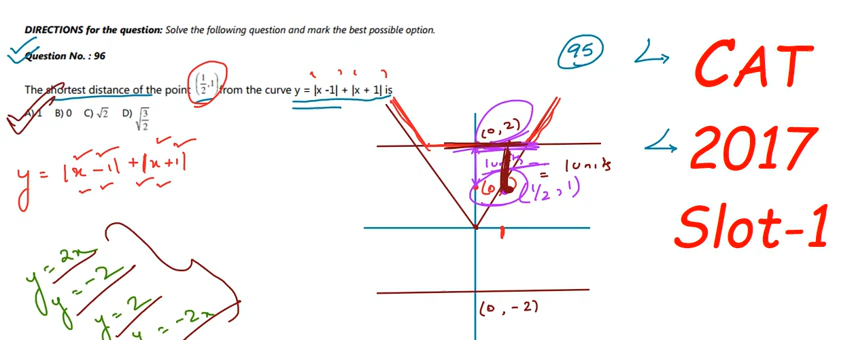 DIRECTIONS for the question: Solve the following question and mark the best possible option.
Question No. : 96
The shortest distance of the point (1/2, 1) from the curve y = |x -1| + |x + 1| is
A) 1 B) 0 C) √2 D) √(3/2)
y = |x - 1| + |x + 1|
y = 2x
y = -2
y = 2
y = -2x
95
(0, 2)
= 1 units
(1/2, 1)
(0, -2)
CAT
2017
Slot-1